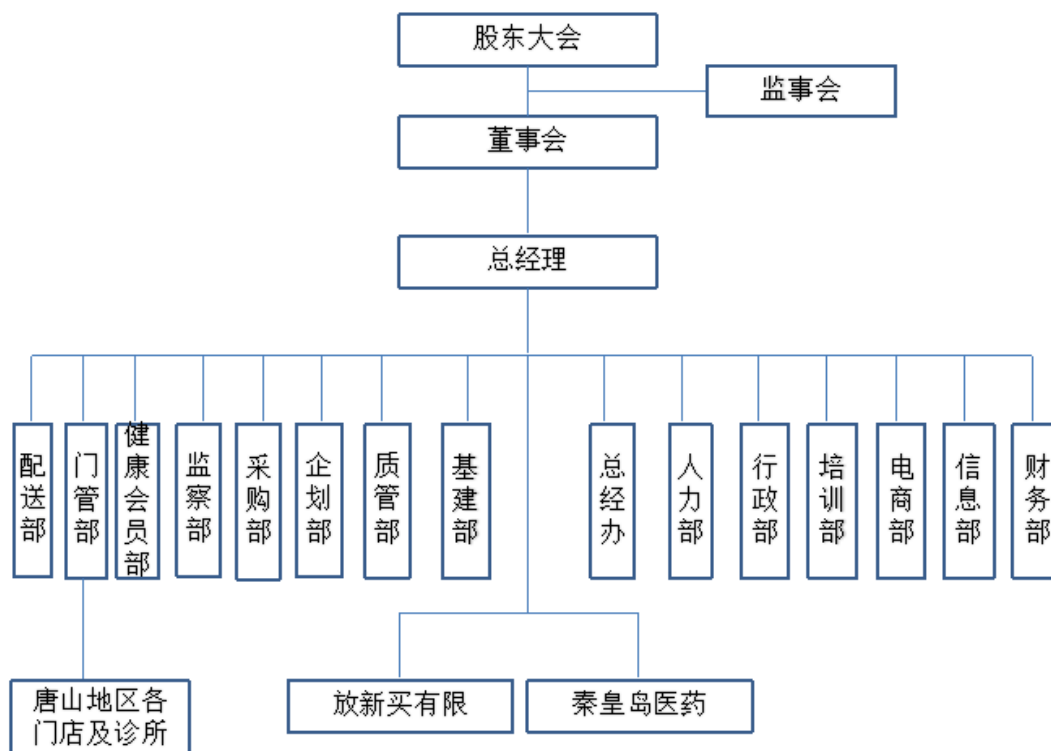 股东大会
监事会
董事会
总经理
配送部
门管部
健康会员部
监察部
采购部
企划部
质管部
基建部
总经办
人力部
行政部
培训部
电商部
信息部
财务部
唐山地区各
门店及诊所
放新买有限
秦皇岛医药